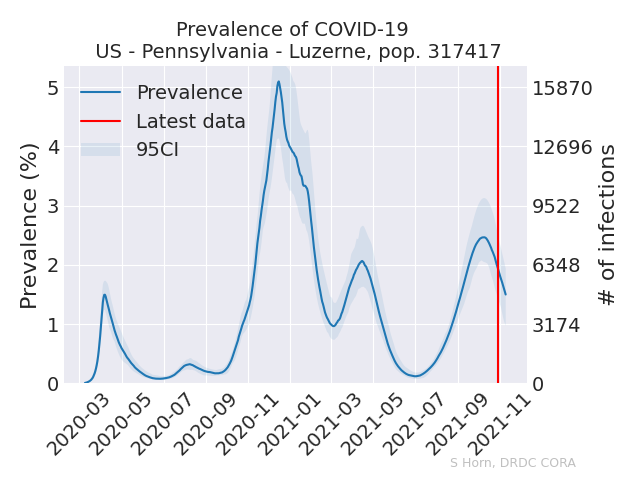 Prevalence of COVID-19
US - Pennsylvania - Luzerne, pop. 317417
Prevalence
Latest data
95CI
Prevalence (%)
5
4
3
2
1
0
15870
12696
9522
6348
3174
0
# of infections
2020-03
2020-05
2020-07
2020-09
2020-11
2021-01
2021-03
2021-05
2021-07
2021-09
2021-11
S Horn, DRDC CORA